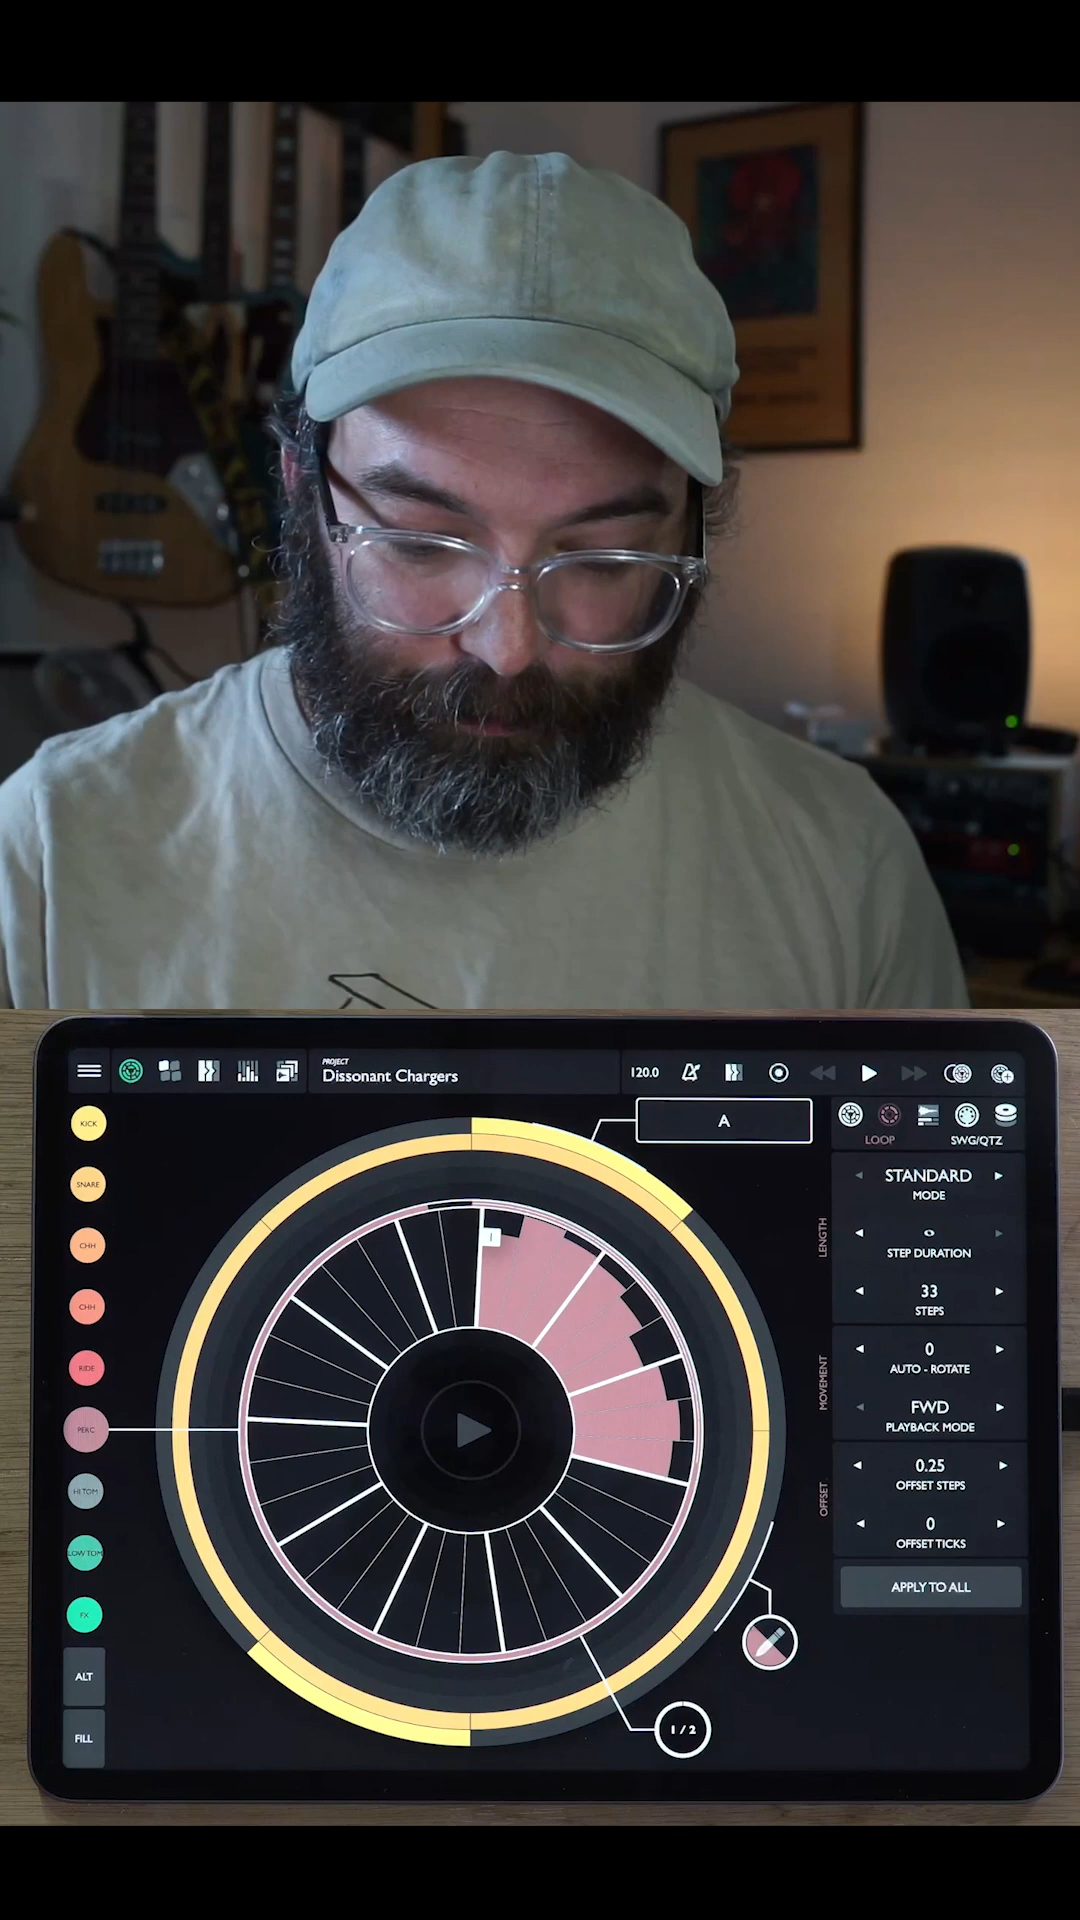 PROJECT
Dissonant Chargers
120.0
KICK
SNARE
CHH
CHH
RIDE
PERC
HI TOM
LOW TOM
FX
ALT
FILL
A
1
1 / 2
LOOP
SWG/QTZ
LENGTH
STANDARD
MODE
STEP DURATION
33
STEPS
MOVEMENT
0
AUTO - ROTATE
FWD
PLAYBACK MODE
OFFSET
0.25
OFFSET STEPS
0
OFFSET TICKS
APPLY TO ALL